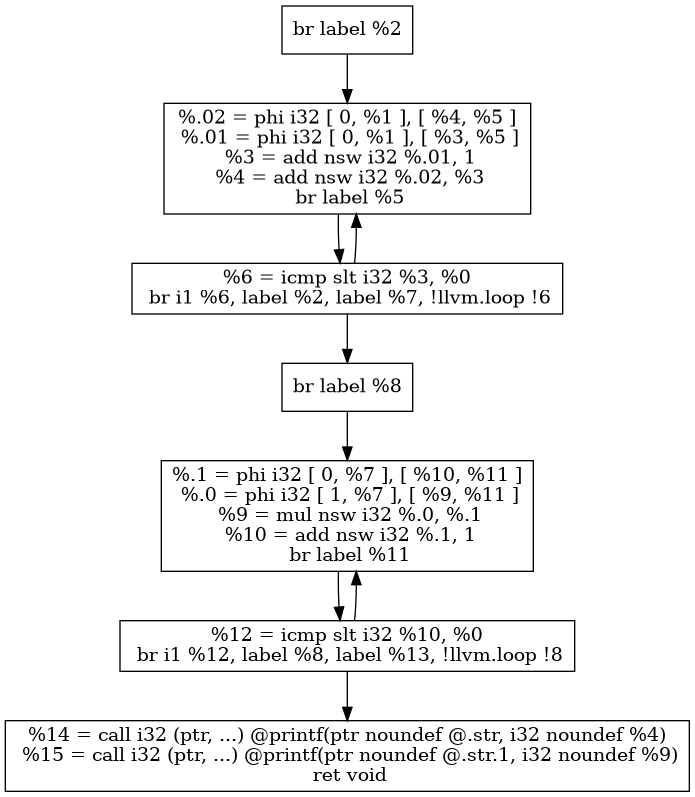 br label %2
%.02 = phi i32 [ 0, %1 ], [ %4, %5 ]
%.01 = phi i32 [ 0, %1 ], [ %3, %5 ]
%3 = add nsw i32 %.01, 1
%4 = add nsw i32 %.02, %3
br label %5
%6 = icmp slt i32 %3, %0
br i1 %6, label %2, label %7, !llvm.loop !6
br label %8
%.1 = phi i32 [ 0, %7 ], [ %10, %11 ]
%.0 = phi i32 [ 1, %7 ], [ %9, %11 ]
%9 = mul nsw i32 %.0, %.1
%10 = add nsw i32 %.1, 1
br label %11
%12 = icmp slt i32 %10, %0
br i1 %12, label %8, label %13, !llvm.loop !8
%14 = call i32 (ptr, ...) @printf(ptr noundef @.str, i32 noundef %4)
%15 = call i32 (ptr, ...) @printf(ptr noundef @.str.1, i32 noundef %9)
ret void